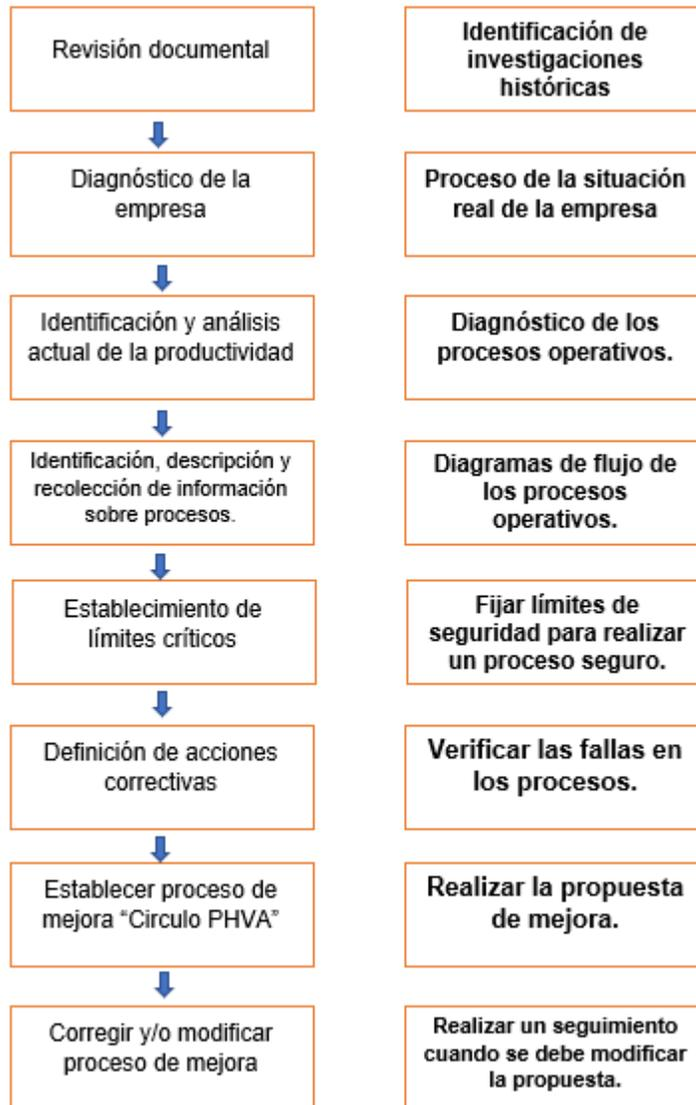 Revisión documental
Identificación de
investigaciones
históricas
Diagnóstico de la
empresa
Proceso de la situación
real de la empresa
Identificación y análisis
actual de la productividad
Diagnóstico de los
procesos operativos.
Identificación, descripción y
recolección de información
sobre procesos.
Diagramas de flujo de
los procesos
operativos.
Establecimiento de
límites críticos
Fijar límites de
seguridad para realizar
un proceso seguro.
Definición de acciones
correctivas
Verificar las fallas en
los procesos.
Establecer proceso de
mejora “Circulo PHVA”
Realizar la propuesta
de mejora.
Corregir y/o modificar
proceso de mejora
Realizar un seguimiento
cuando se debe modificar
la propuesta.